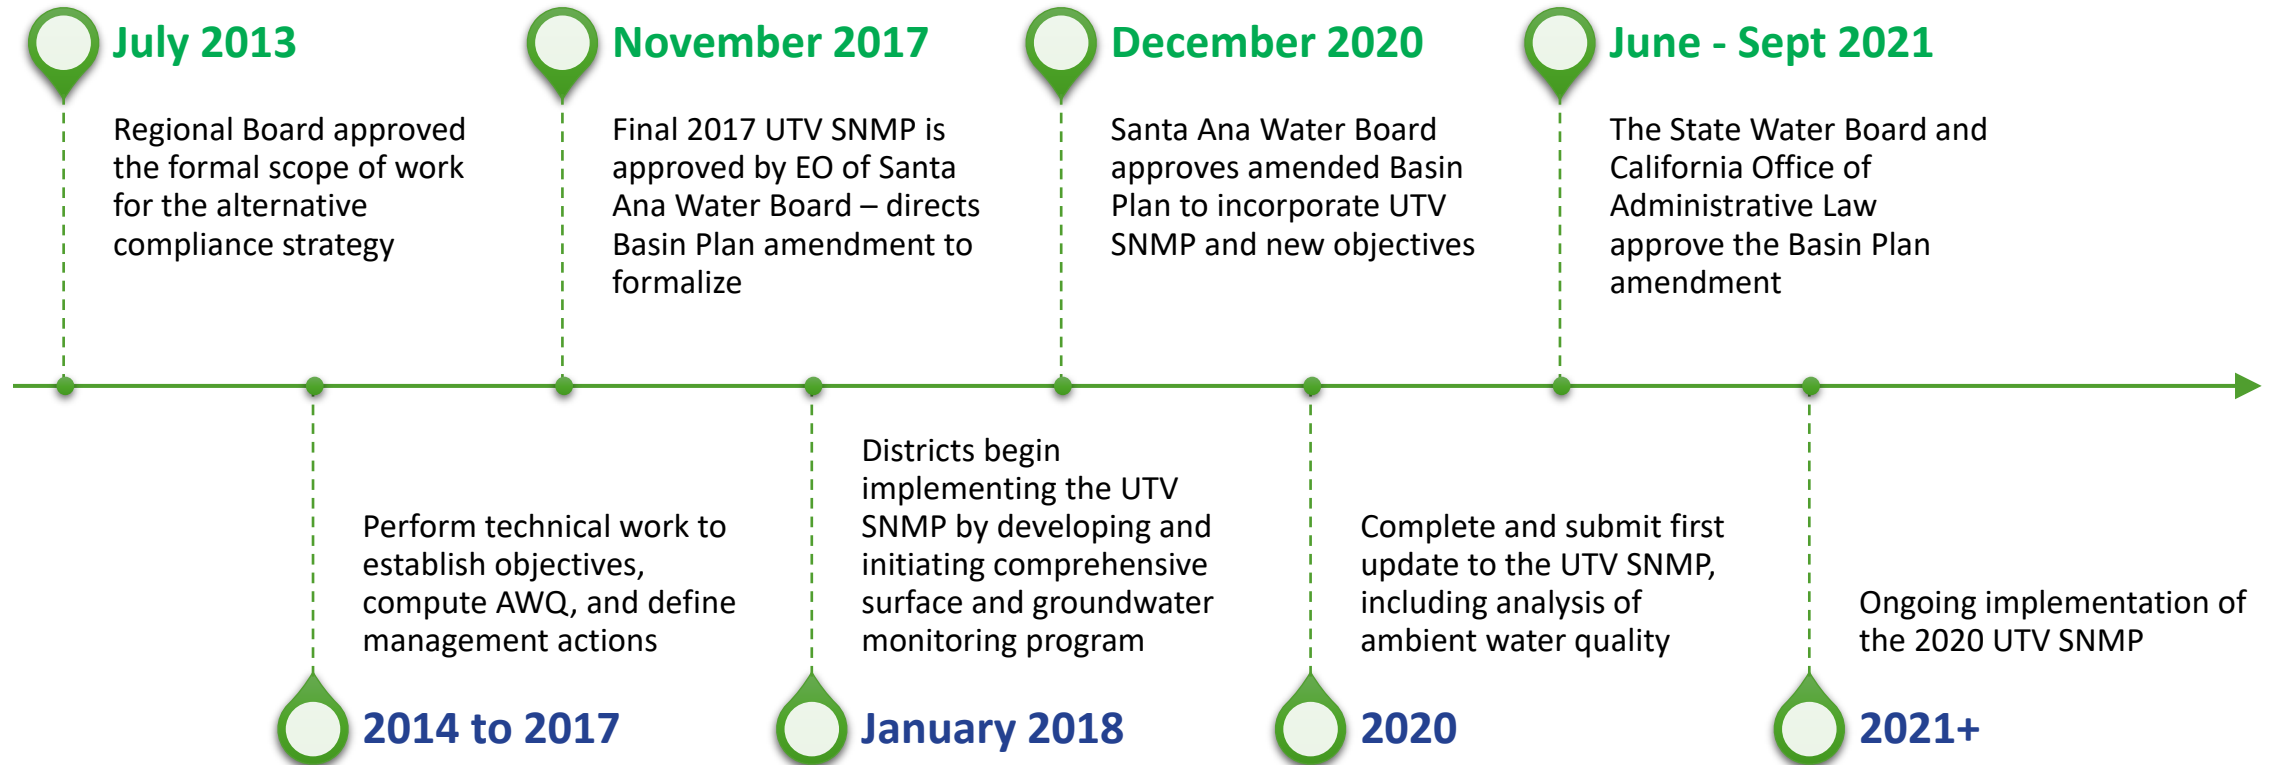 July 2013
Regional Board approved
the formal scope of work
for the alternative
compliance strategy
November 2017
Final 2017 UTV SNMP is
approved by EO of Santa
Ana Water Board – directs
Basin Plan amendment to
formalize
December 2020
Santa Ana Water Board
approves amended Basin
Plan to incorporate UTV
SNMP and new objectives
June - Sept 2021
The State Water Board and
California Office of
Administrative Law
approve the Basin Plan
amendment
Perform technical work to
establish objectives,
compute AWQ, and define
management actions
2014 to 2017
Districts begin
implementing the UTV
SNMP by developing and
initiating comprehensive
surface and groundwater
monitoring program
January 2018
Complete and submit first
update to the UTV SNMP,
including analysis of
ambient water quality
2020
Ongoing implementation of
the 2020 UTV SNMP
2021+